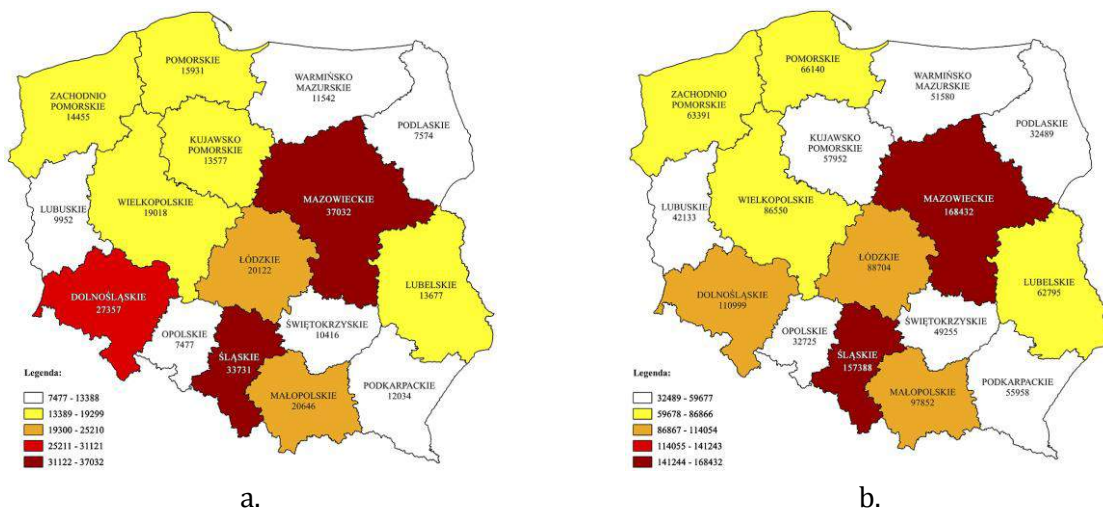 POMORSKIE
15931
WARMIŃSKO
MAZURSKIE
11542
ZACHODNIO
POMORSKIE
14455
PODLASKIE
7574
KUJAWSKO
POMORSKIE
13577
MAZOWIECKIE
37032
WIELKOPOLSKIE
19018
LUBUSKIE
9952
ŁÓDZKIE
20122
LUBELSKIE
13677
DOLNOŚLĄSKIE
27357
OPOLSKIE
7477
ŚWIĘTOKRZYSKIE
10416
ŚLĄSKIE
33731
MAŁOPOLSKIE
20646
PODKARPACKIE
12034
Legenda:
7477 - 13388
13389 - 19299
19300 - 25210
25211 - 31121
31122 - 37032
a.
POMORSKIE
66140
WARMIŃSKO
MAZURSKIE
51580
ZACHODNIO
POMORSKIE
63391
PODLASKIE
32489
KUJAWSKO
POMORSKIE
57952
MAZOWIECKIE
168432
WIELKOPOLSKIE
86550
LUBUSKIE
42133
ŁÓDZKIE
88704
LUBELSKIE
62795
DOLNOŚLĄSKIE
110999
OPOLSKIE
32725
ŚWIĘTOKRZYSKIE
49255
ŚLĄSKIE
157388
MAŁOPOLSKIE
97852
PODKARPACKIE
55958
Legenda:
32489 - 59677
59678 - 86866
86867 - 114054
114055 - 141243
141244 - 168432
b.